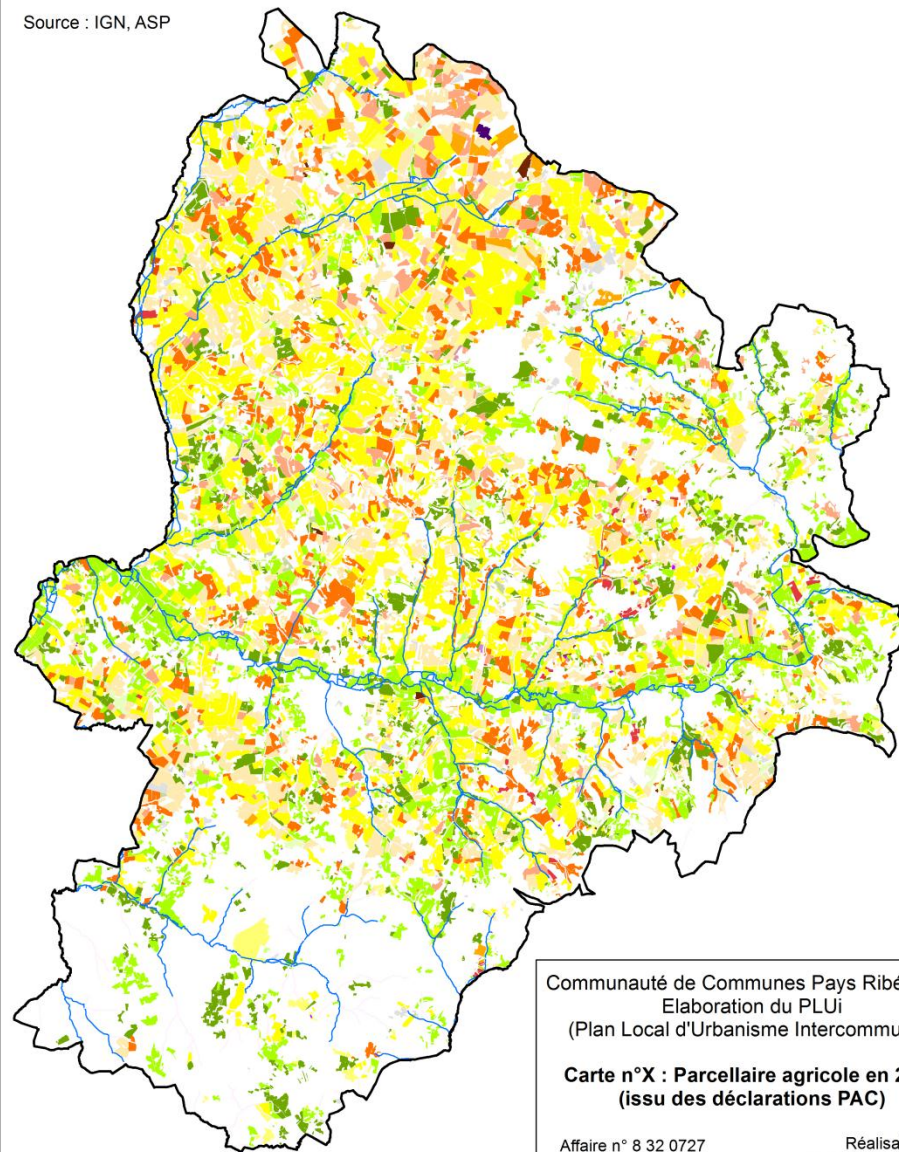 Source : IGN, ASP
Communauté de Communes Pays Ribé
Elaboration du PLUi
(Plan Local d'Urbanisme Intercommu
Carte n°X : Parcellaire agricole en 2
(issu des déclarations PAC)
Affaire n° 8 32 0727 Réalisa